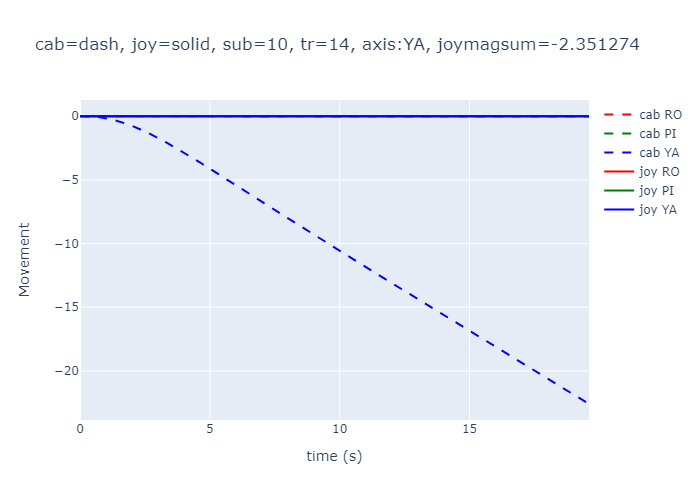 cab=dash, joy=solid, sub=10, tr=14, axis:YA, joymagsum=-2.351274
Movement
0
−5
−10
−15
−20
0 5 10 15
time (s)
cab RO
cab PI
cab YA
joy RO
joy PI
joy YA